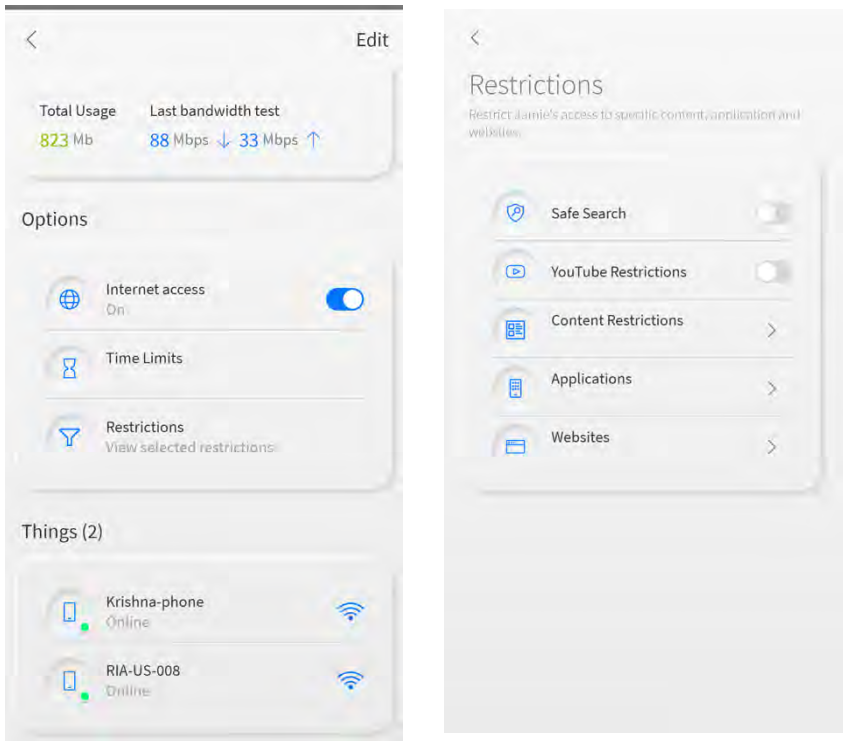 Edit
Total Usage Last bandwidth test
823 Mb 88 Mbps ↓ 33 Mbps ↑
Options
Internet access
On
Time Limits
Restrictions
View selected restrictions
Things (2)
Krishna-phone
Online
RIA-US-008
Online
Restrictions
Restrict Jamie's access to specific content, application and
websites.
Safe Search
YouTube Restrictions
Content Restrictions
Applications
Websites